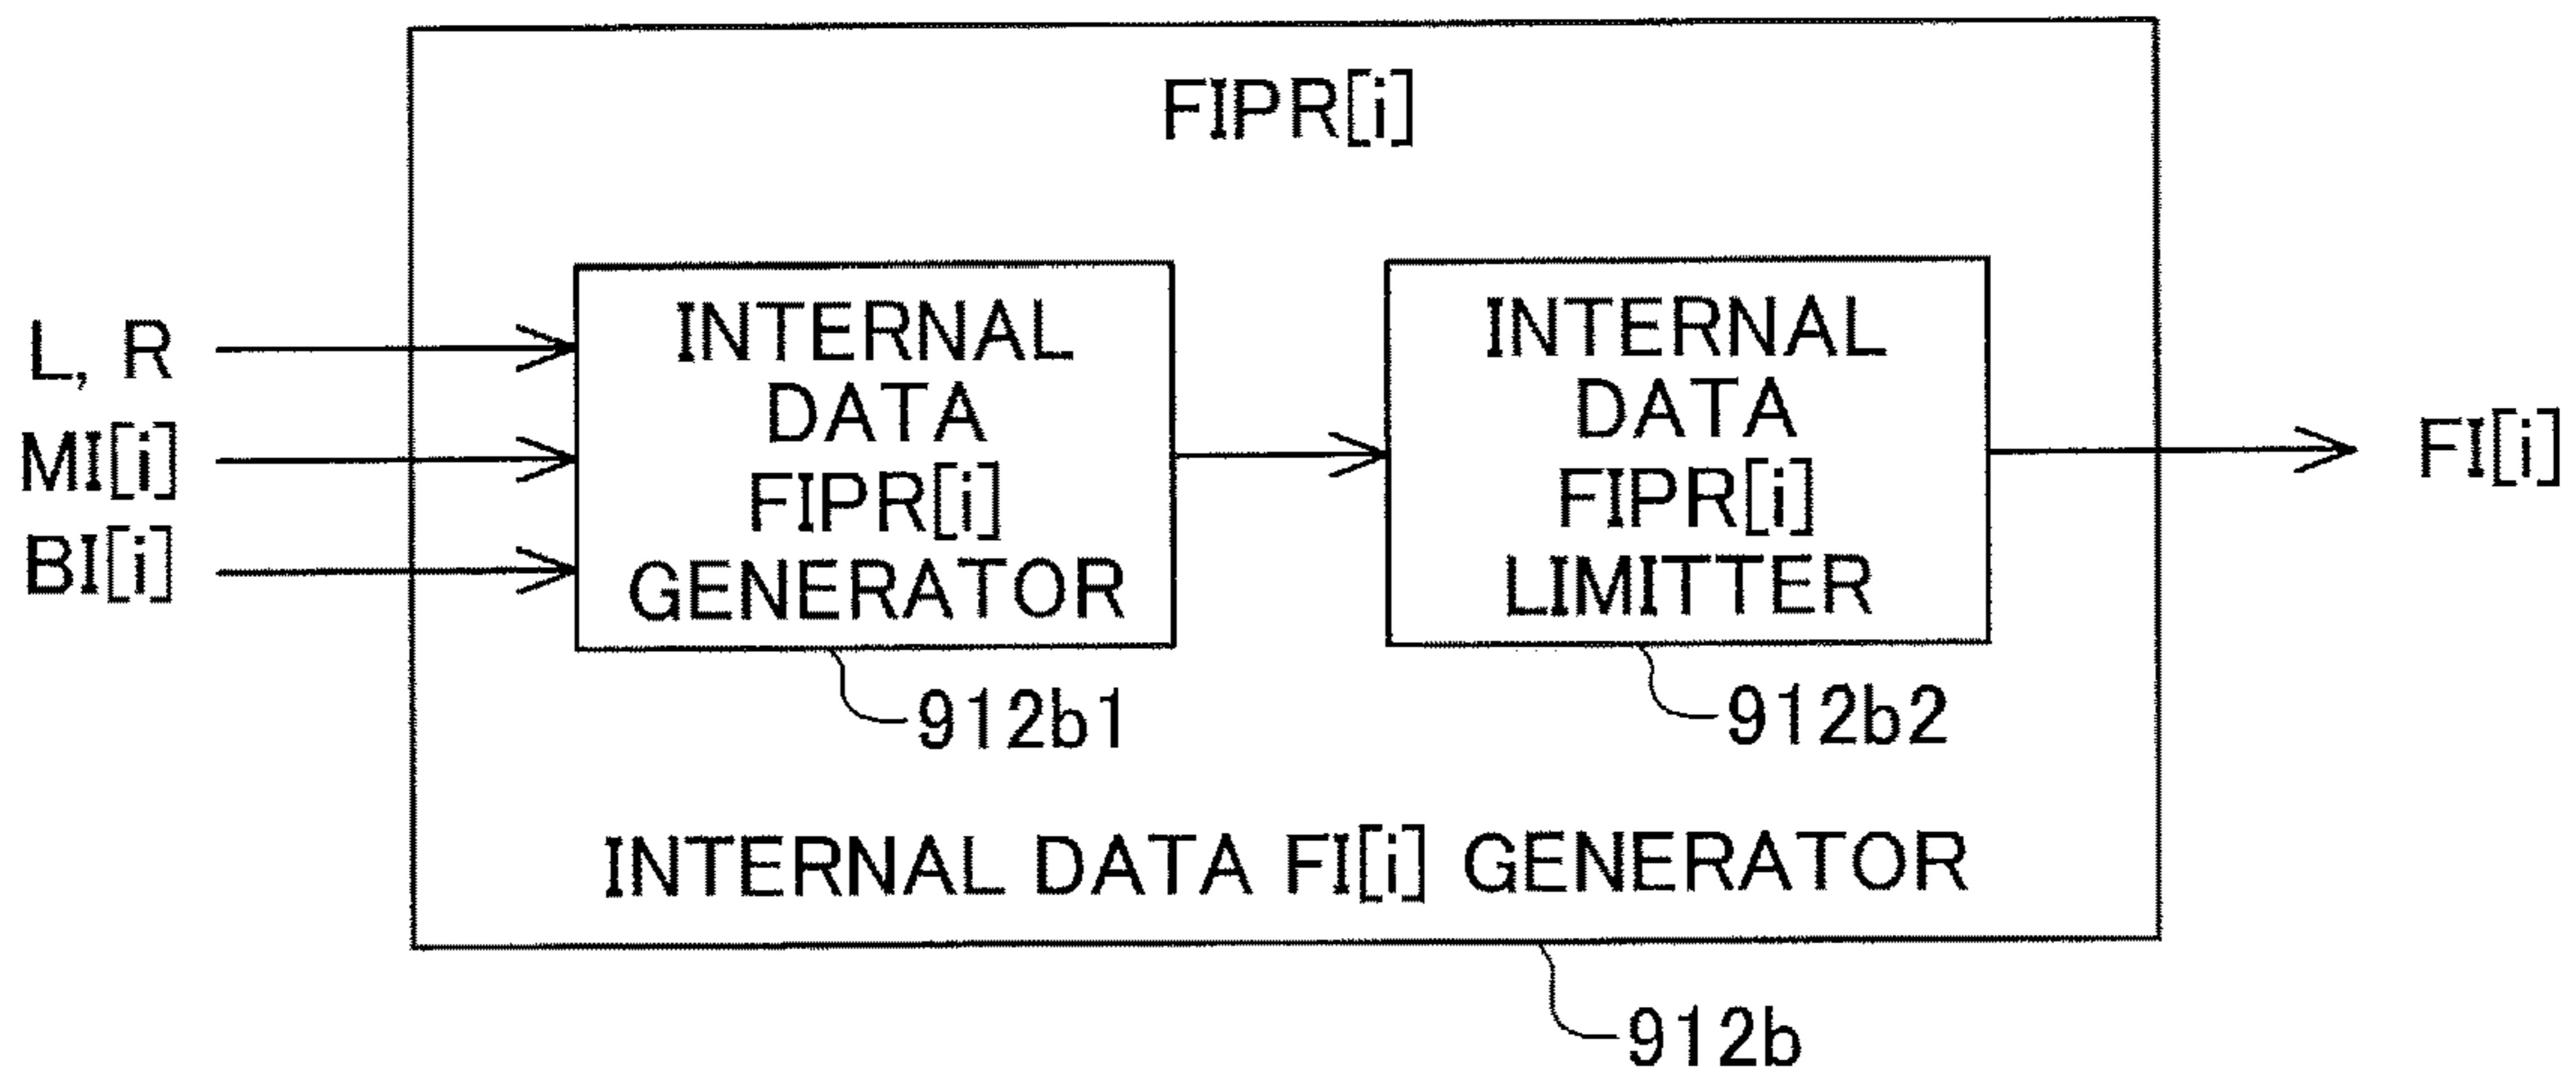 FIPR[i]
L, R
MI[i]
BI[i]
INTERNAL
DATA
FIPR[i]
GENERATOR
912b1
INTERNAL
DATA
FIPR[i]
LIMITTER
912b2
FI[i]
INTERNAL DATA FI[i] GENERATOR
912b